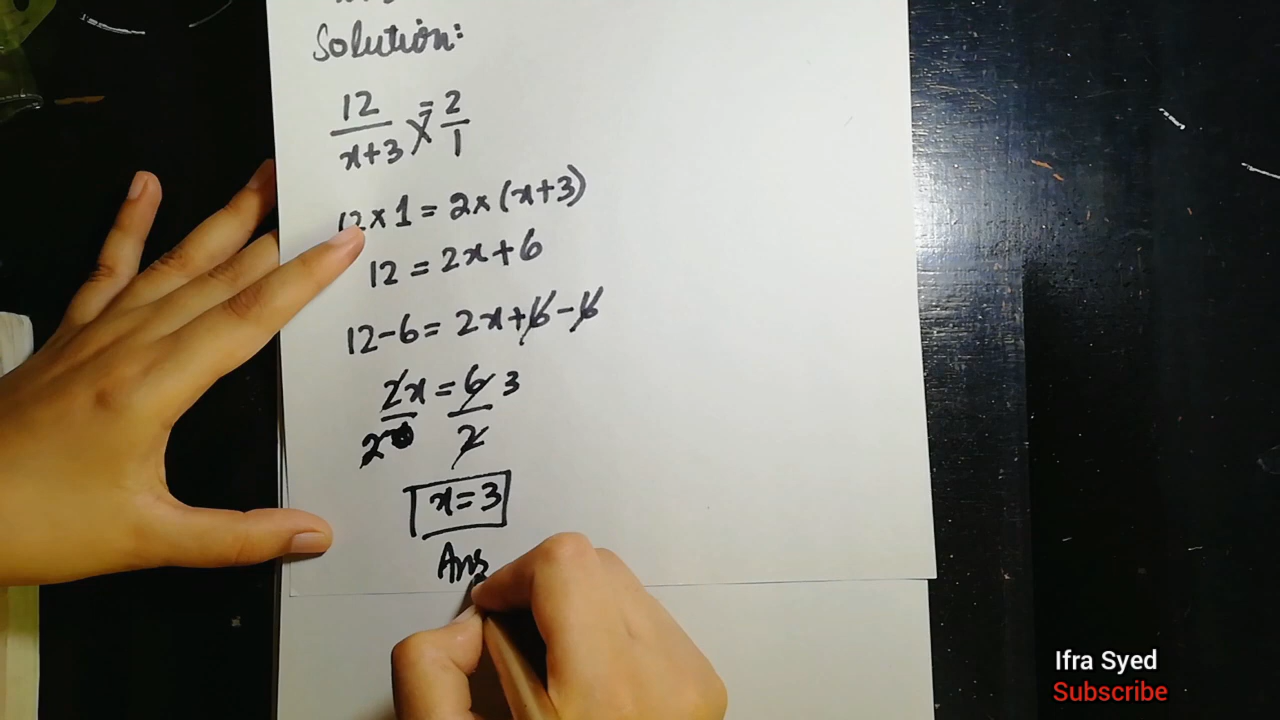 Solution:
12/x+3 = 2/1
12 × 1 = 2 × (x+3)
12 = 2x + 6
12 - 6 = 2x + 6 - 6
2x/2 = 6/2 3
x = 3
Ans
Ifra Syed
Subscribe